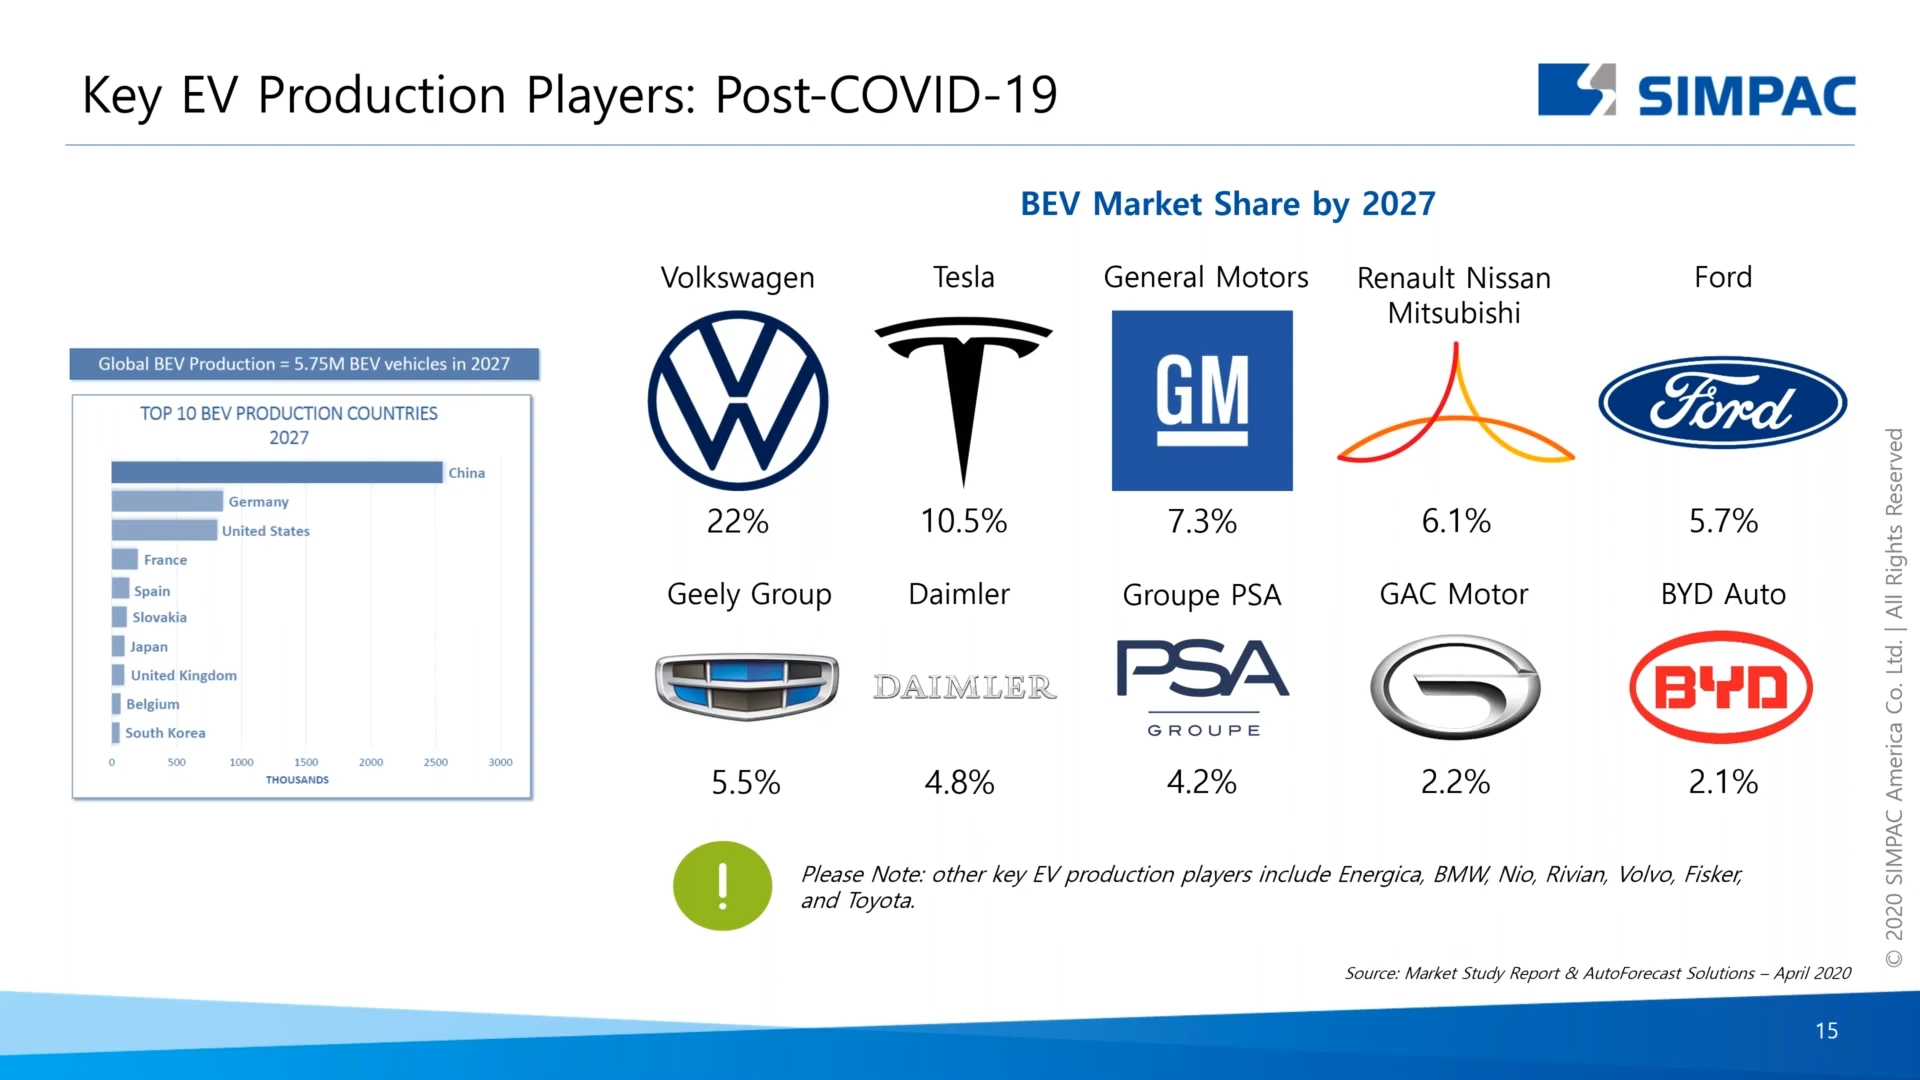 Key EV Production Players: Post-COVID-19
SIMPAC
BEV Market Share by 2027
Volkswagen
Tesla
General Motors
Renault Nissan
Mitsubishi
Ford
GM
Ford
22%
10.5%
7.3%
6.1%
5.7%
Geely Group
Daimler
Groupe PSA
GAC Motor
BYD Auto
DAIMLER
PSA
GROUPE
BYD
5.5%
4.8%
4.2%
2.2%
2.1%
Global BEV Production = 5.75M BEV vehicles in 2027
TOP 10 BEV PRODUCTION COUNTRIES
2027
China
Germany
United States
France
Spain
Slovakia
Japan
United Kingdom
Belgium
South Korea
0 500 1000 1500 2000 2500 3000
THOUSANDS
!
Please Note: other key EV production players include Energica, BMW, Nio, Rivian, Volvo, Fisker,
and Toyota.
Source: Market Study Report & AutoForecast Solutions – April 2020
© 2020 SIMPAC America Co. Ltd. | All Rights Reserved
15